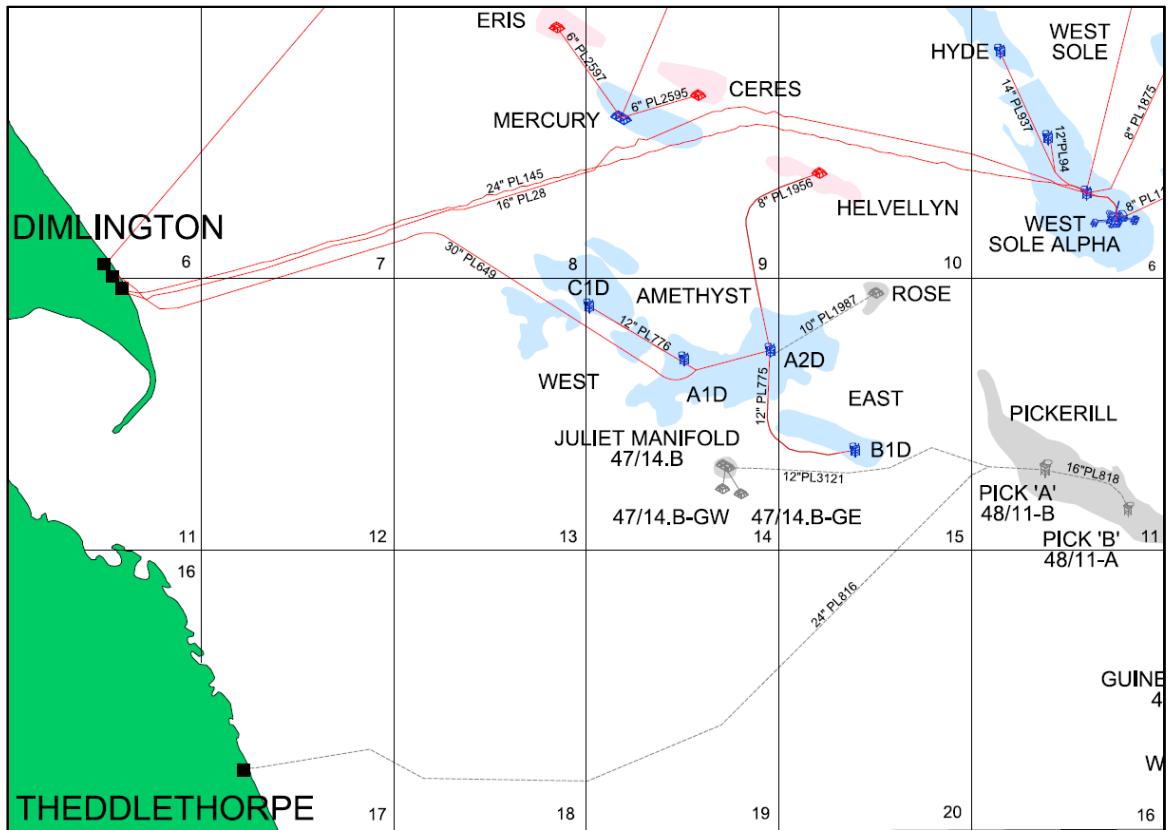 ERIS
6" PL2597
CERES
6" PL2595
MERCURY
HYDE
WEST
SOLE
14" PL937
12"PL94
8" PL1875
24" PL145
16" PL28
8" PL1956
HELVELLYN
DIMLINGTON
WEST
SOLE ALPHA
8" PL11
6
7
8
9
10
6
30" PL649
C1D
AMETHYST
10" PL1987
ROSE
12" PL776
WEST
A1D
A2D
12" PL775
EAST
PICKERILL
JULIET MANIFOLD
47/14.B
B1D
12"PL3121
16"PL818
PICK 'A'
48/11-B
47/14.B-GW
47/14.B-GE
PICK 'B'
48/11-A
11
12
13
14
15
11
16
24" PL816
GUINE
4
W
THEDDLETHORPE
17
18
19
20
16